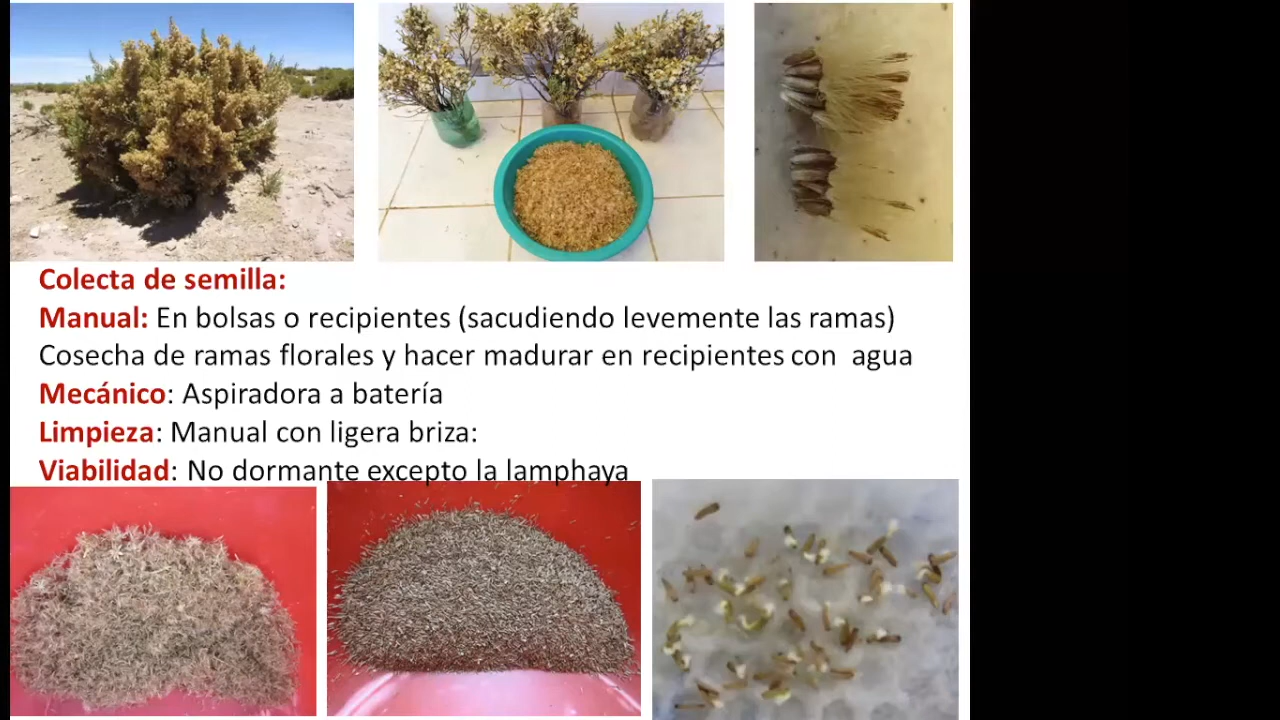 Colecta de semilla:
Manual: En bolsas o recipientes (sacudiendo levemente las ramas)
Cosecha de ramas florales y hacer madurar en recipientes con agua
Mecánico: Aspiradora a batería
Limpieza: Manual con ligera briza:
Viabilidad: No dormante excepto la lamphaya